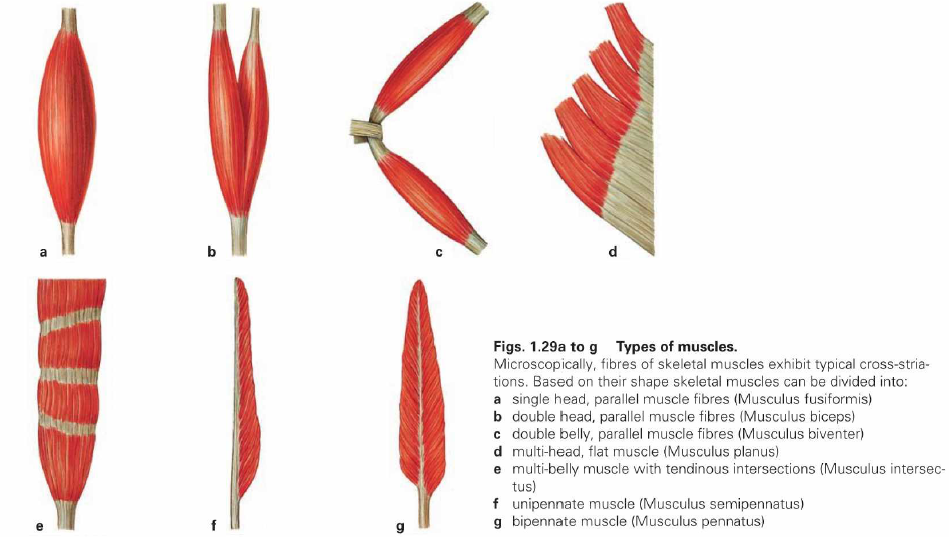 a
b
c
d
e
f
g
Figs. 1.29a to g Types of muscles.
Microscopically, fibres of skeletal muscles exhibit typical cross-stria-
tions. Based on their shape skeletal muscles can be divided into:
a single head, parallel muscle fibres (Musculus fusiformis)
b double head, parallel muscle fibres (Musculus biceps)
c double belly, parallel muscle fibres (Musculus biventer)
d multi-head, flat muscle (Musculus planus)
e multi-belly muscle with tendinous intersections (Musculus intersec-
tus)
f unipennate muscle (Musculus semipennatus)
g bipennate muscle (Musculus pennatus)